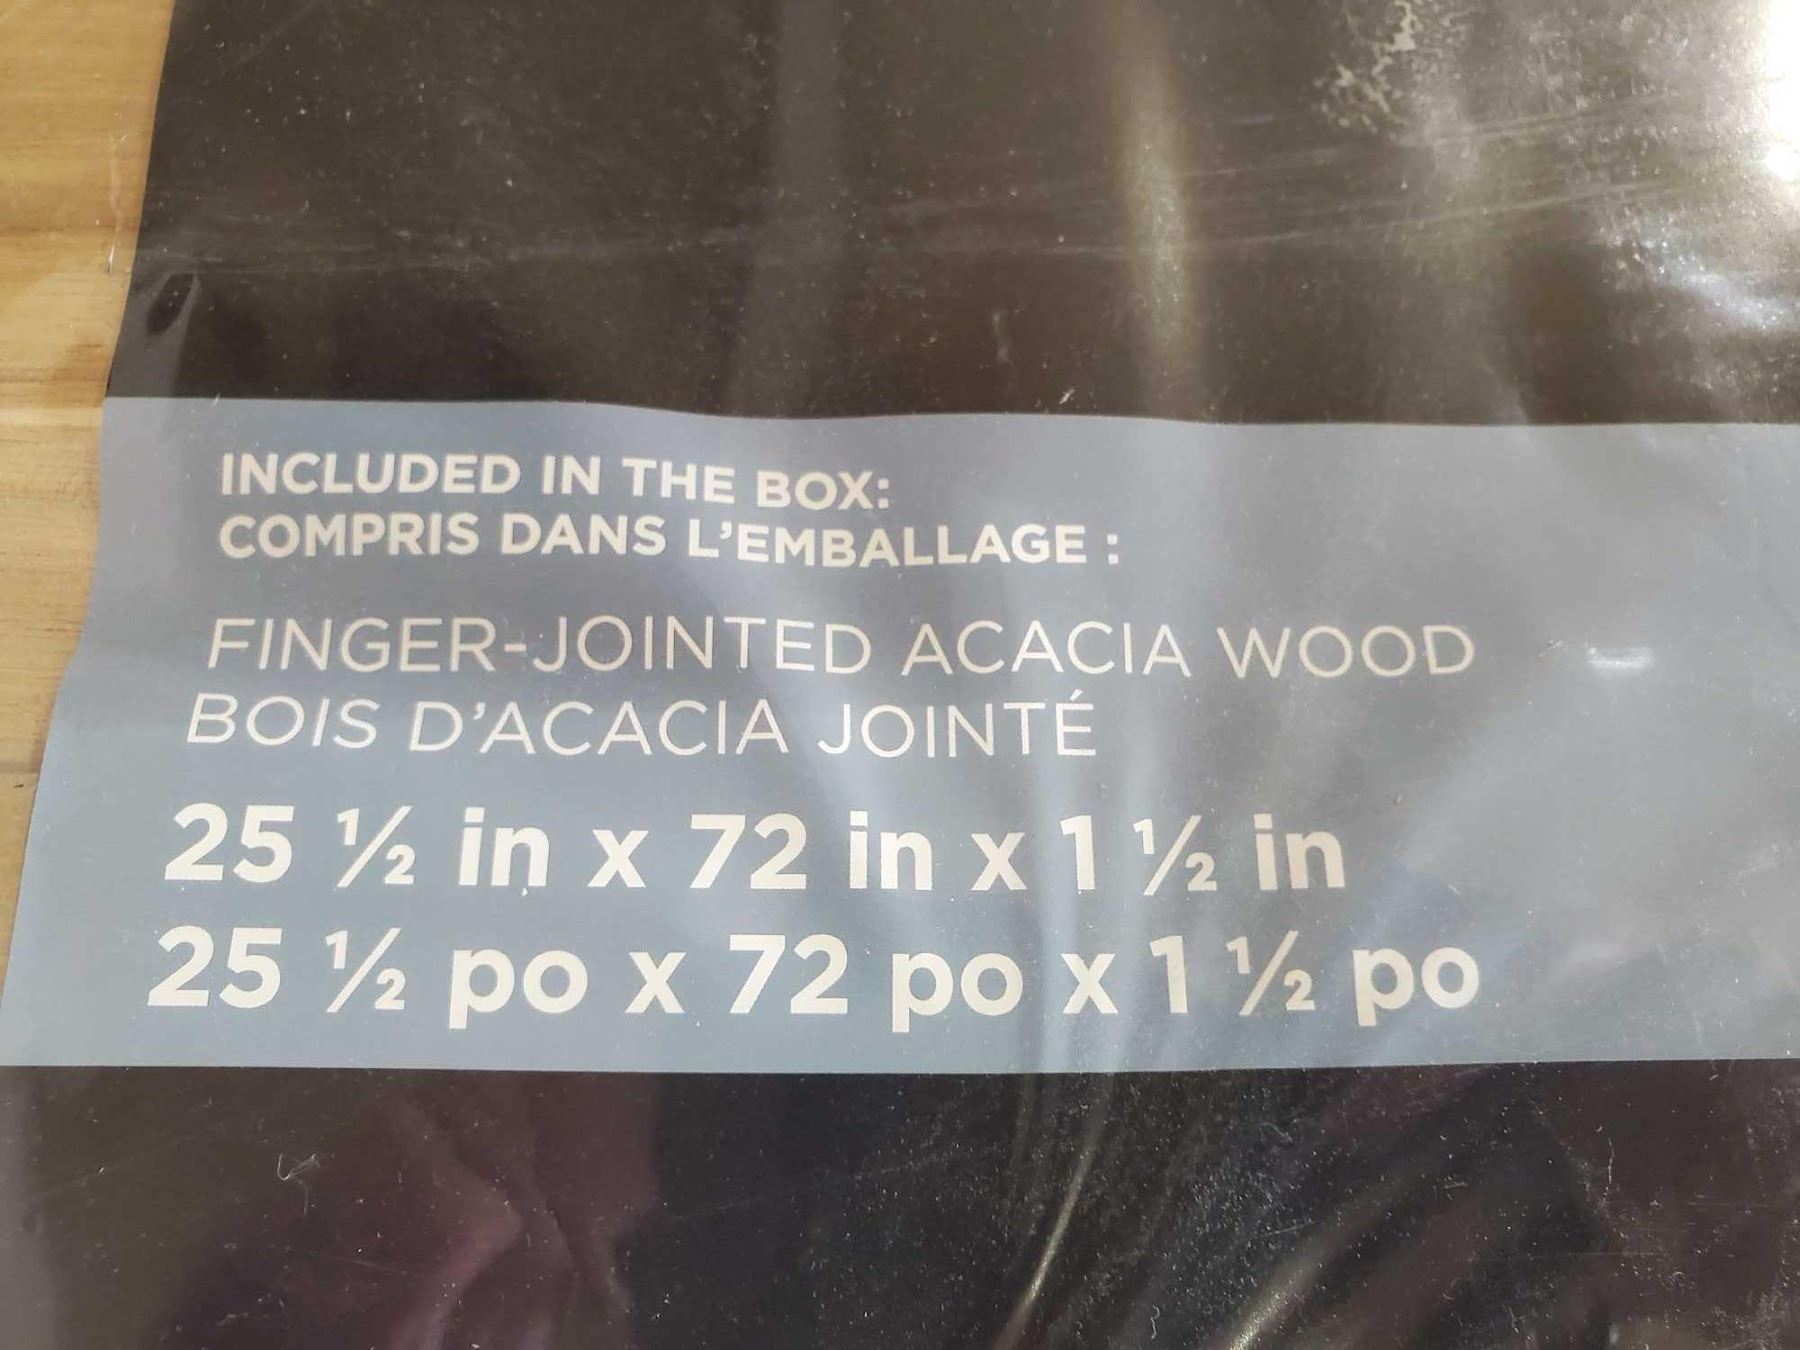 INCLUDED IN THE BOX:
COMPRIS DANS L'EMBALLAGE :
FINGER-JOINTED ACACIA WOOD
BOIS D'ACACIA JOINTÉ
25 ½ in x 72 in x 1 ½ in
25 ½ po x 72 po x 1 ½ po